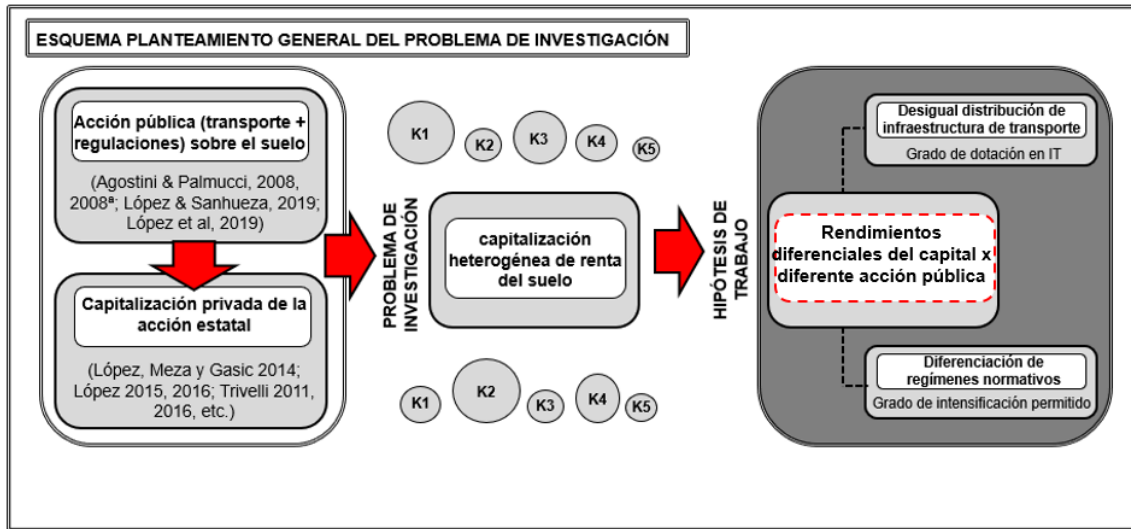 ESQUEMA PLANTEAMIENTO GENERAL DEL PROBLEMA DE INVESTIGACIÓN
Acción pública (transporte +
regulaciones) sobre el suelo
(Agostini & Palmucci, 2008,
2008ª; López & Sanhueza, 2019;
López et al, 2019)
Capitalización privada de la
acción estatal
(López, Meza y Gasic 2014;
López 2015, 2016; Trivelli 2011,
2016, etc.)
PROBLEMA DE
INVESTIGACIÓN
K1
K2
K3
K4
K5
capitalización
heterogénea de renta
del suelo
K1
K2
K3
K4
K5
HIPÓTESIS DE
TRABAJO
Desigual distribución de
infraestructura de transporte
Grado de dotación en IT
Rendimientos
diferenciales del capital x
diferente acción pública
Diferenciación de
regímenes normativos
Grado de intensificación permitido